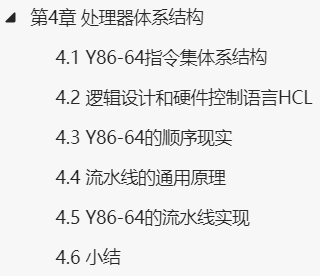 第4章 处理器体系结构
4.1 Y86-64指令集体系结构
4.2 逻辑设计和硬件控制语言HCL
4.3 Y86-64的顺序现实
4.4 流水线的通用原理
4.5 Y86-64的流水线实现
4.6 小结